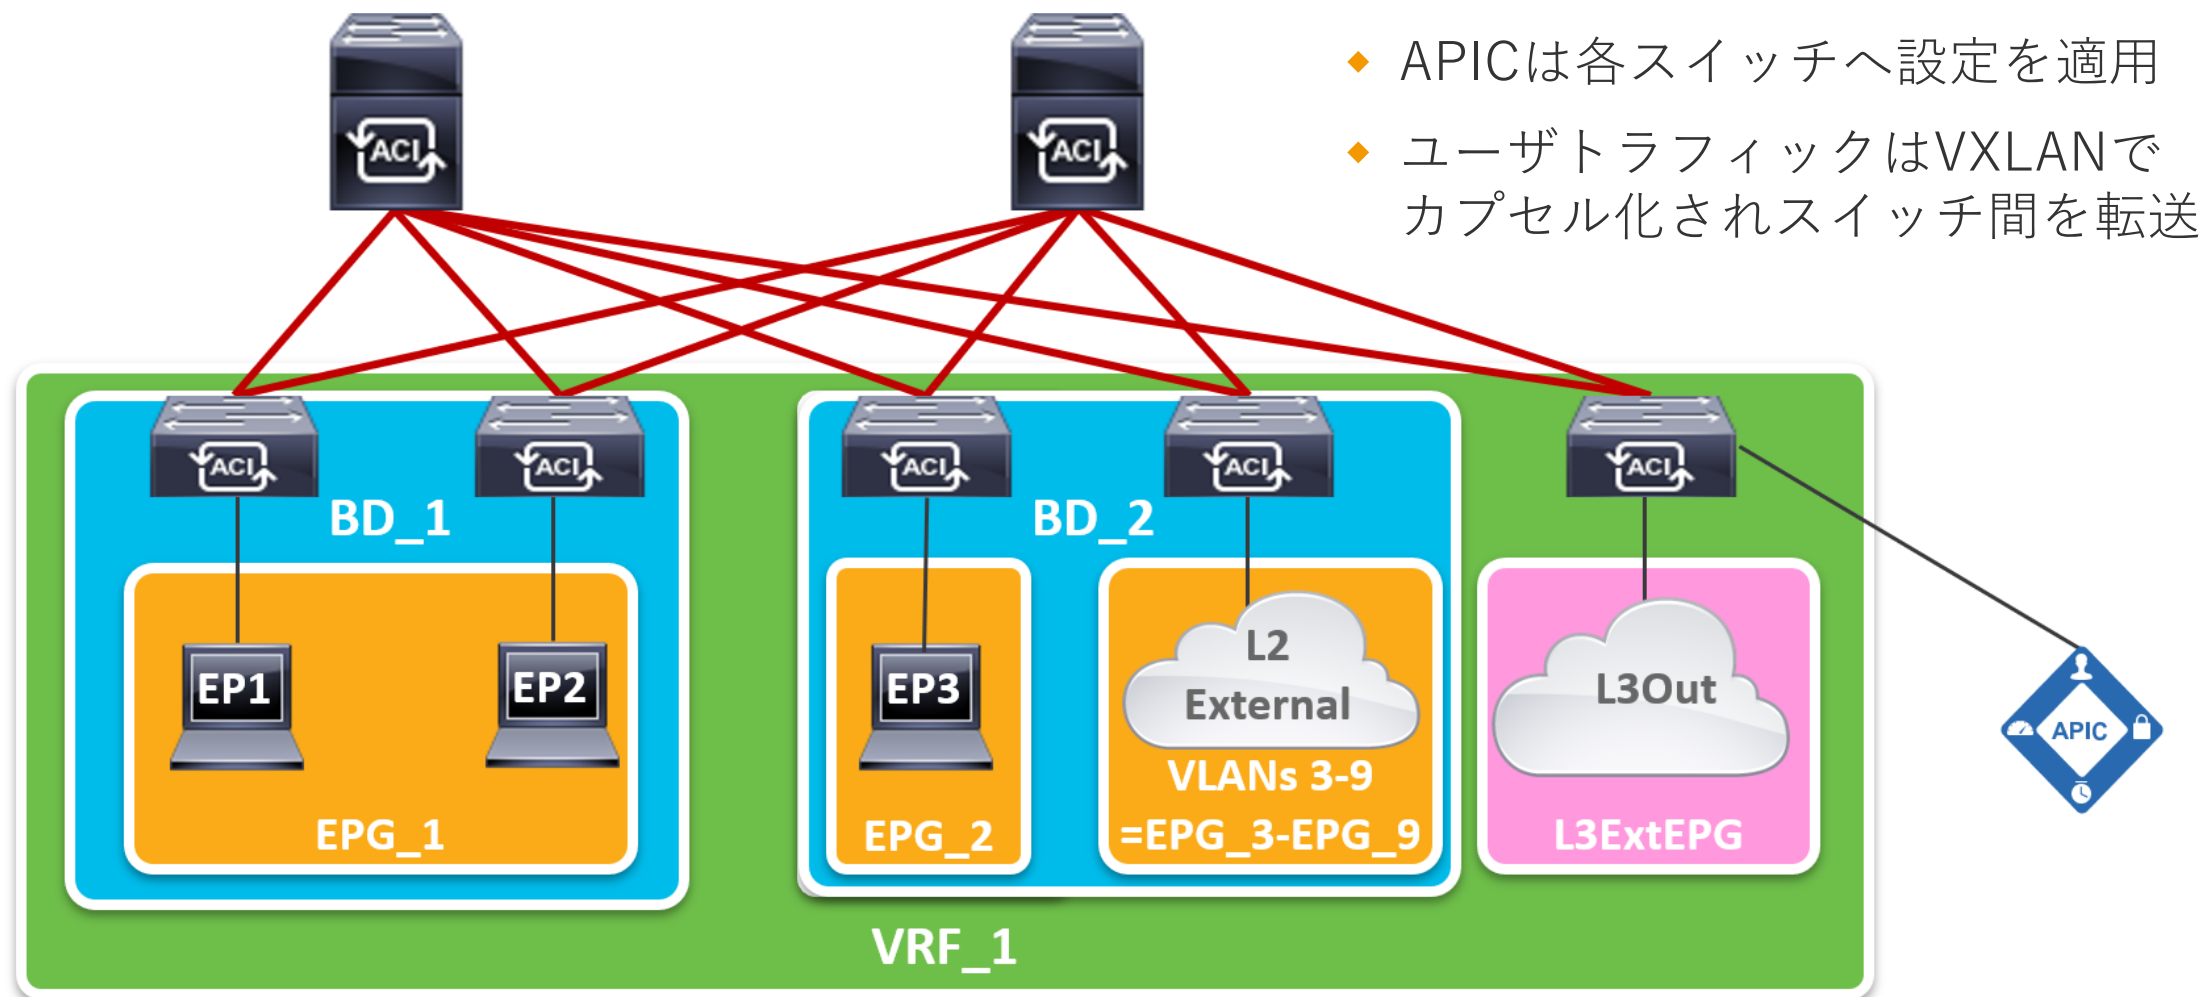 APICは各スイッチへ設定を適用
ユーザトラフィックはVXLANで
カプセル化されスイッチ間を転送
ACI
ACI
ACI
ACI
ACI
ACI
ACI
BD_1
BD_2
EP1
EP2
EP3
L2
External
L3Out
APIC
VLANs 3-9
EPG_1
EPG_2
=EPG_3-EPG_9
L3ExtEPG
VRF_1